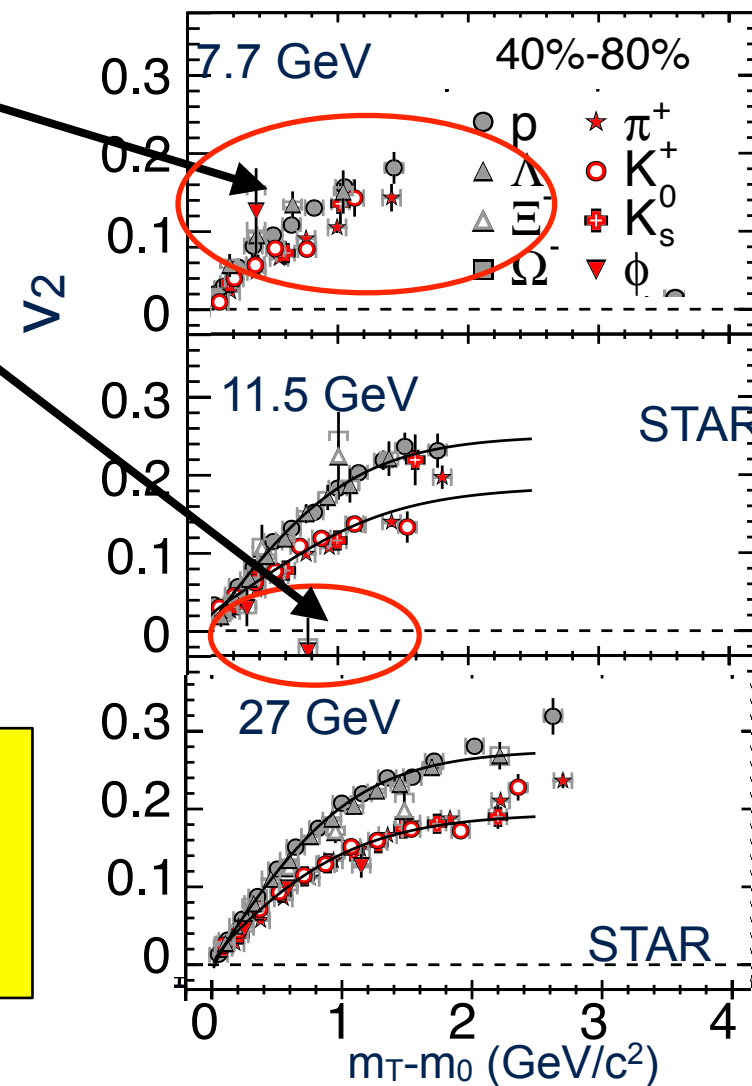 7.7 GeV
40%-80%
p
π+
Λ
K+
Ξ-
K0s
Ω-
ϕ
0.3
0.2
0.1
0
v2
11.5 GeV
STAR
0.3
0.2
0.1
0
27 GeV
0.3
0.2
0.1
0
STAR
0 1 2 3 4
mT-m0 (GeV/c2)